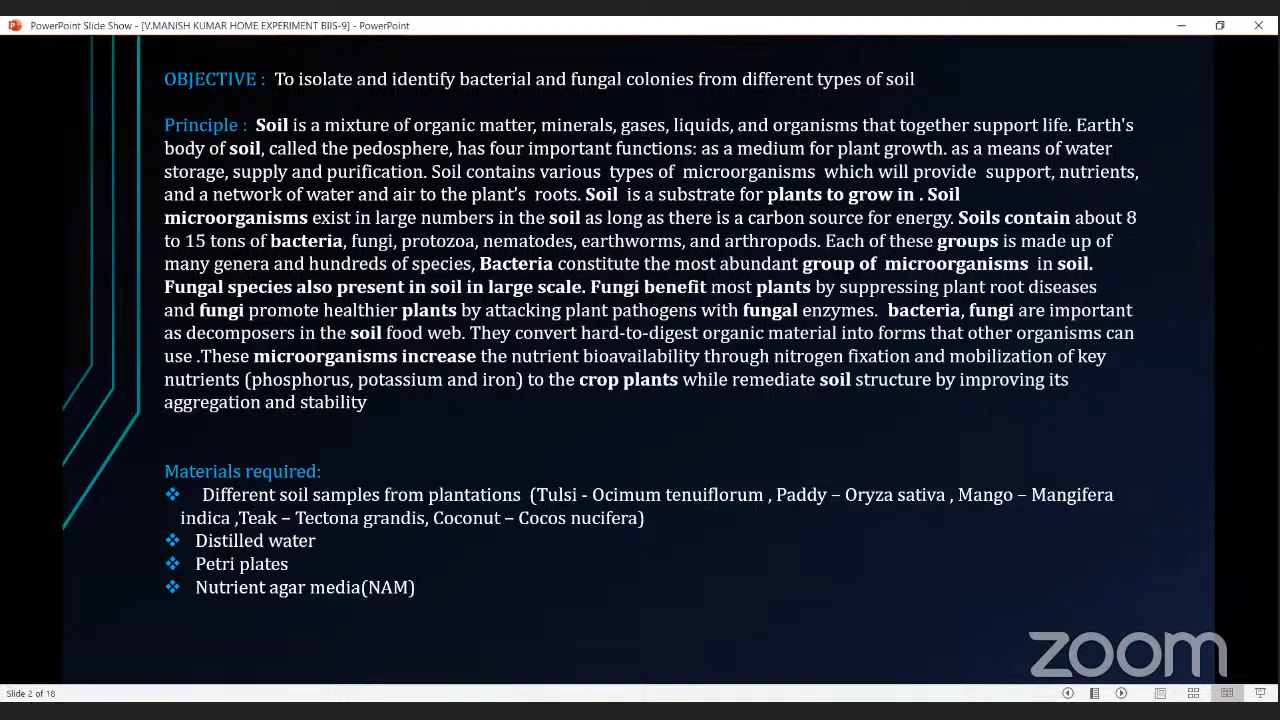 PowerPoint Slide Show - [V.MANISH KUMAR HOME EXPERIMENT BIIS-9] - PowerPoint
OBJECTIVE : To isolate and identify bacterial and fungal colonies from different types of soil
Principle : Soil is a mixture of organic matter, minerals, gases, liquids, and organisms that together support life. Earth's
body of soil, called the pedosphere, has four important functions: as a medium for plant growth. as a means of water
storage, supply and purification. Soil contains various types of microorganisms which will provide support, nutrients,
and a network of water and air to the plant’s roots. Soil is a substrate for plants to grow in . Soil
microorganisms exist in large numbers in the soil as long as there is a carbon source for energy. Soils contain about 8
to 15 tons of bacteria, fungi, protozoa, nematodes, earthworms, and arthropods. Each of these groups is made up of
many genera and hundreds of species, Bacteria constitute the most abundant group of microorganisms in soil.
Fungal species also present in soil in large scale. Fungi benefit most plants by suppressing plant root diseases
and fungi promote healthier plants by attacking plant pathogens with fungal enzymes. bacteria, fungi are important
as decomposers in the soil food web. They convert hard-to-digest organic material into forms that other organisms can
use .These microorganisms increase the nutrient bioavailability through nitrogen fixation and mobilization of key
nutrients (phosphorus, potassium and iron) to the crop plants while remediate soil structure by improving its
aggregation and stability
Materials required:
❖ Different soil samples from plantations (Tulsi - Ocimum tenuiflorum , Paddy – Oryza sativa , Mango – Mangifera
indica ,Teak – Tectona grandis, Coconut – Cocos nucifera)
❖ Distilled water
❖ Petri plates
❖ Nutrient agar media(NAM)
zoom
Slide 2 of 18